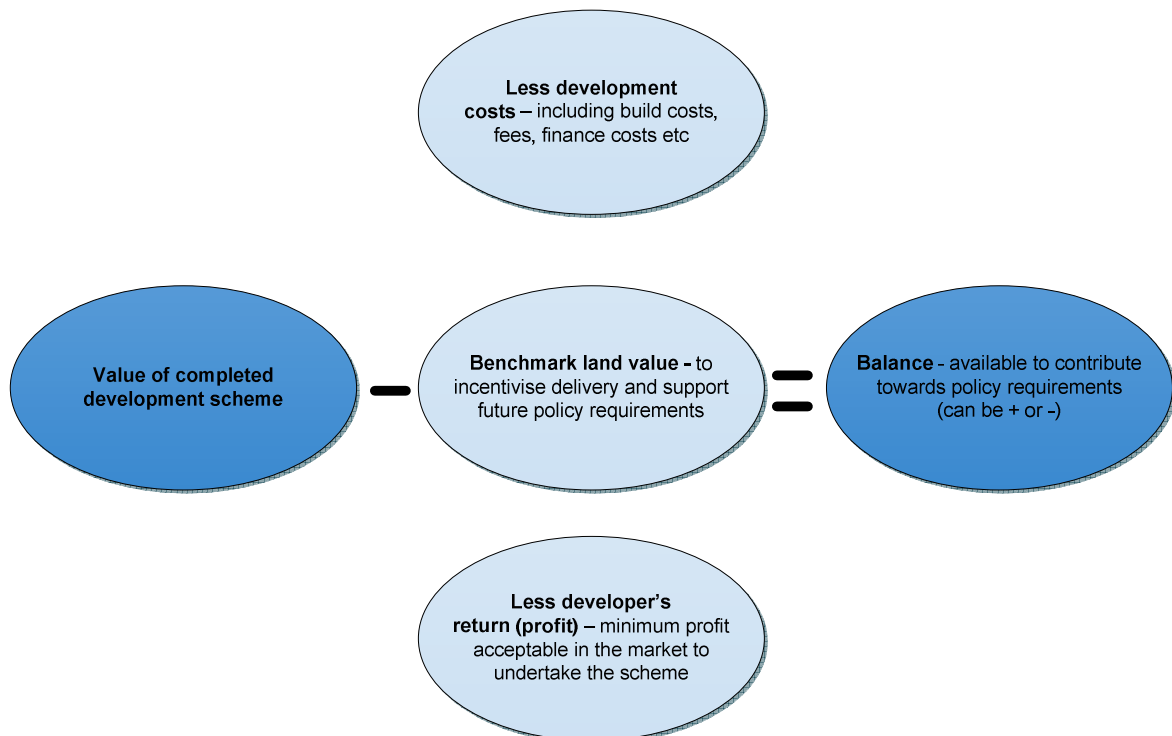 Less development
costs – including build costs,
fees, finance costs etc
Value of completed
development scheme
Benchmark land value - to
incentivise delivery and support
future policy requirements
Balance - available to contribute
towards policy requirements
(can be + or -)
Less developer’s
return (profit) – minimum profit
acceptable in the market to
undertake the scheme